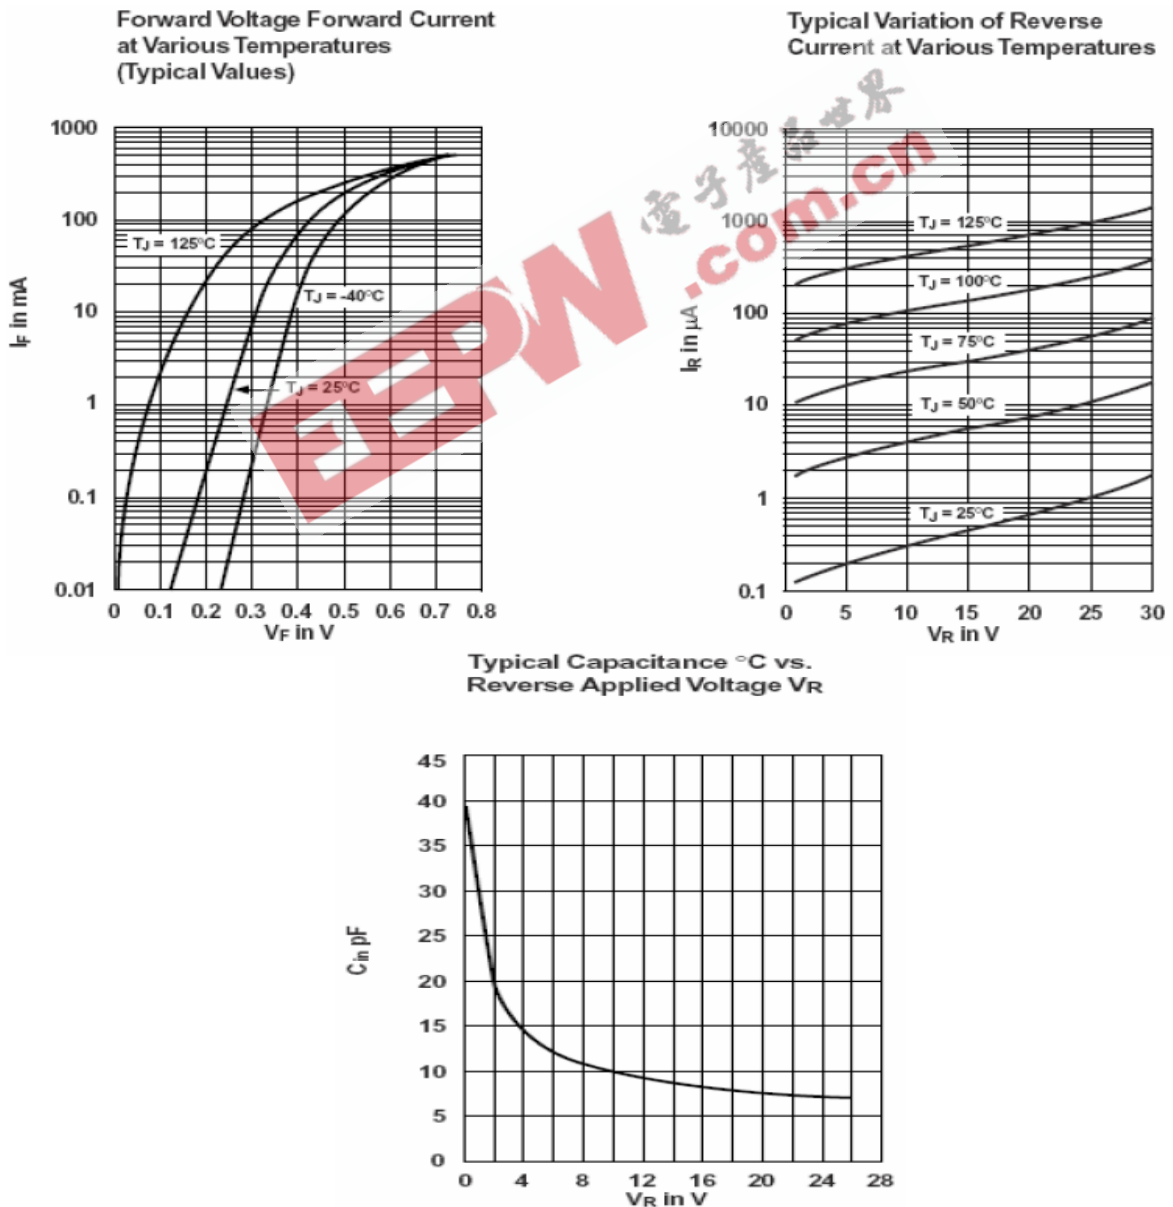 Forward Voltage Forward Current
at Various Temperatures
(Typical Values)
1000
100
10
1
0.1
0.01
IF in mA
TJ = 125°C
TJ = -40°C
TJ = 25°C
0 0.1 0.2 0.3 0.4 0.5 0.6 0.7 0.8
VF in V
Typical Variation of Reverse
Current at Various Temperatures
10000
1000
100
10
1
0.1
IR in µA
TJ = 125°C
TJ = 100°C
TJ = 75°C
TJ = 50°C
TJ = 25°C
0 5 10 15 20 25 30
VR in V
EEPW.com.cn
電子產品世界
Typical Capacitance °C vs.
Reverse Applied Voltage VR
45
40
35
30
25
20
15
10
5
0
Cin pF
0 4 8 12 16 20 24 28
VR in V